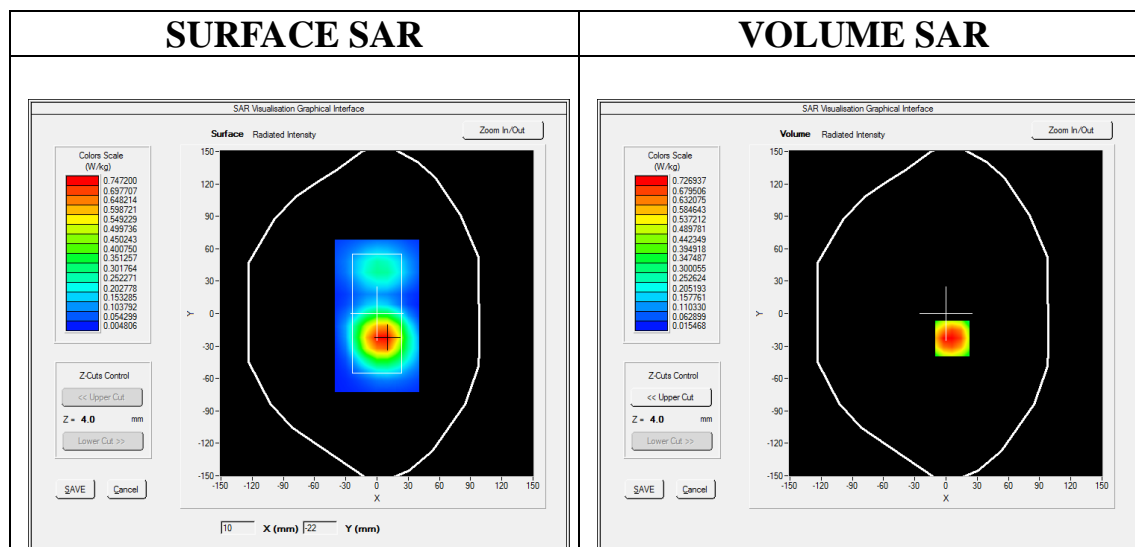 SURFACE SAR
VOLUME SAR
SAR Visualisation Graphical Interface
Surface Radiated Intensity
Zoom In/Out
Colors Scale
(W/kg)
0.747200
0.697707
0.648214
0.598721
0.549229
0.499736
0.450243
0.400750
0.351257
0.301764
0.252271
0.202778
0.153285
0.103792
0.054299
0.004806
150
120
90
60
30
0
-30
-60
-90
-120
-150
Y
-150 -120 -90 -60 -30 0 30 60 90 120 150
X
Z-Cuts Control
<< Upper Cut
Z = 4.0 mm
Lower Cut >>
SAVE Cancel
10 X (mm) -22 Y (mm)
SAR Visualisation Graphical Interface
Volume Radiated Intensity
Zoom In/Out
Colors Scale
(W/kg)
0.726937
0.679506
0.632075
0.584643
0.537212
0.489781
0.442349
0.394918
0.347487
0.300055
0.252624
0.205193
0.157761
0.110330
0.062899
0.015468
150
120
90
60
30
0
-30
-60
-90
-120
-150
Y
-150 -120 -90 -60 -30 0 30 60 90 120 150
X
Z-Cuts Control
<< Upper Cut
Z = 4.0 mm
Lower Cut >>
SAVE Cancel